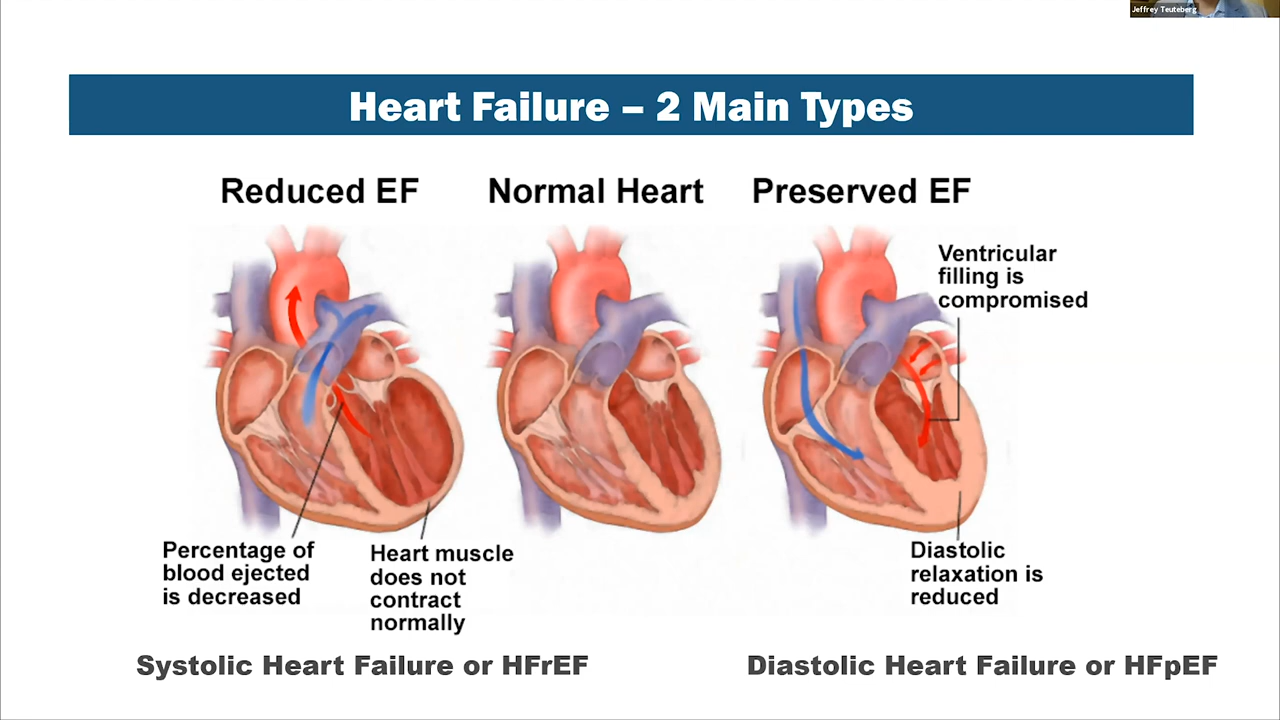 Jeffrey Teuteberg
Heart Failure – 2 Main Types
Reduced EF
Normal Heart
Preserved EF
Ventricular
filling is
compromised
Percentage of
blood ejected
is decreased
Heart muscle
does not
contract
normally
Diastolic
relaxation is
reduced
Systolic Heart Failure or HFrEF
Diastolic Heart Failure or HFpEF